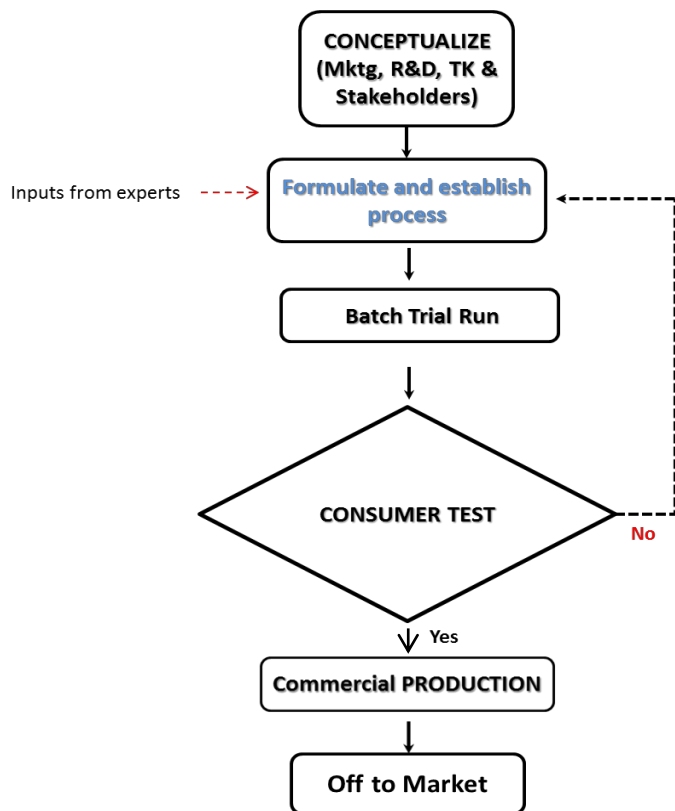 CONCEPTUALIZE
(Mktg, R&D, TK &
Stakeholders)
Inputs from experts
Formulate and establish
process
Batch Trial Run
CONSUMER TEST
No
Yes
Commercial PRODUCTION
Off to Market